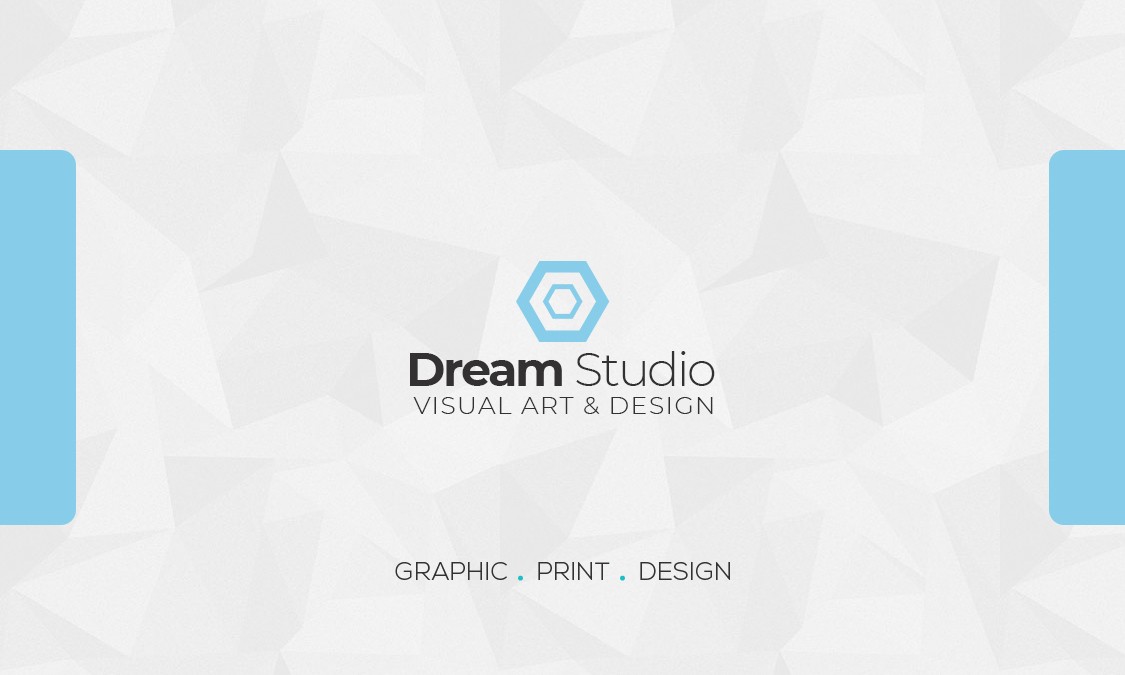 Dream Studio
VISUAL ART & DESIGN
GRAPHIC . PRINT . DESIGN